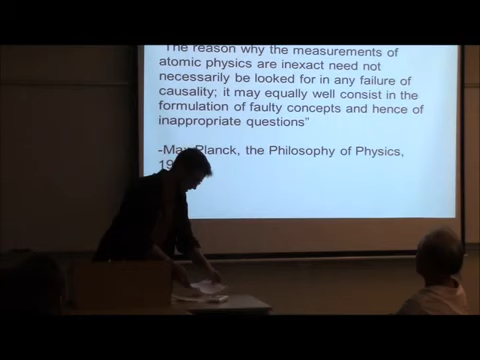 "The reason why the measurements of
atomic physics are inexact need not
necessarily be looked for in any failure of
causality; it may equally well consist in the
formulation of faulty concepts and hence of
inappropriate questions”
-Max Planck, the Philosophy of Physics,